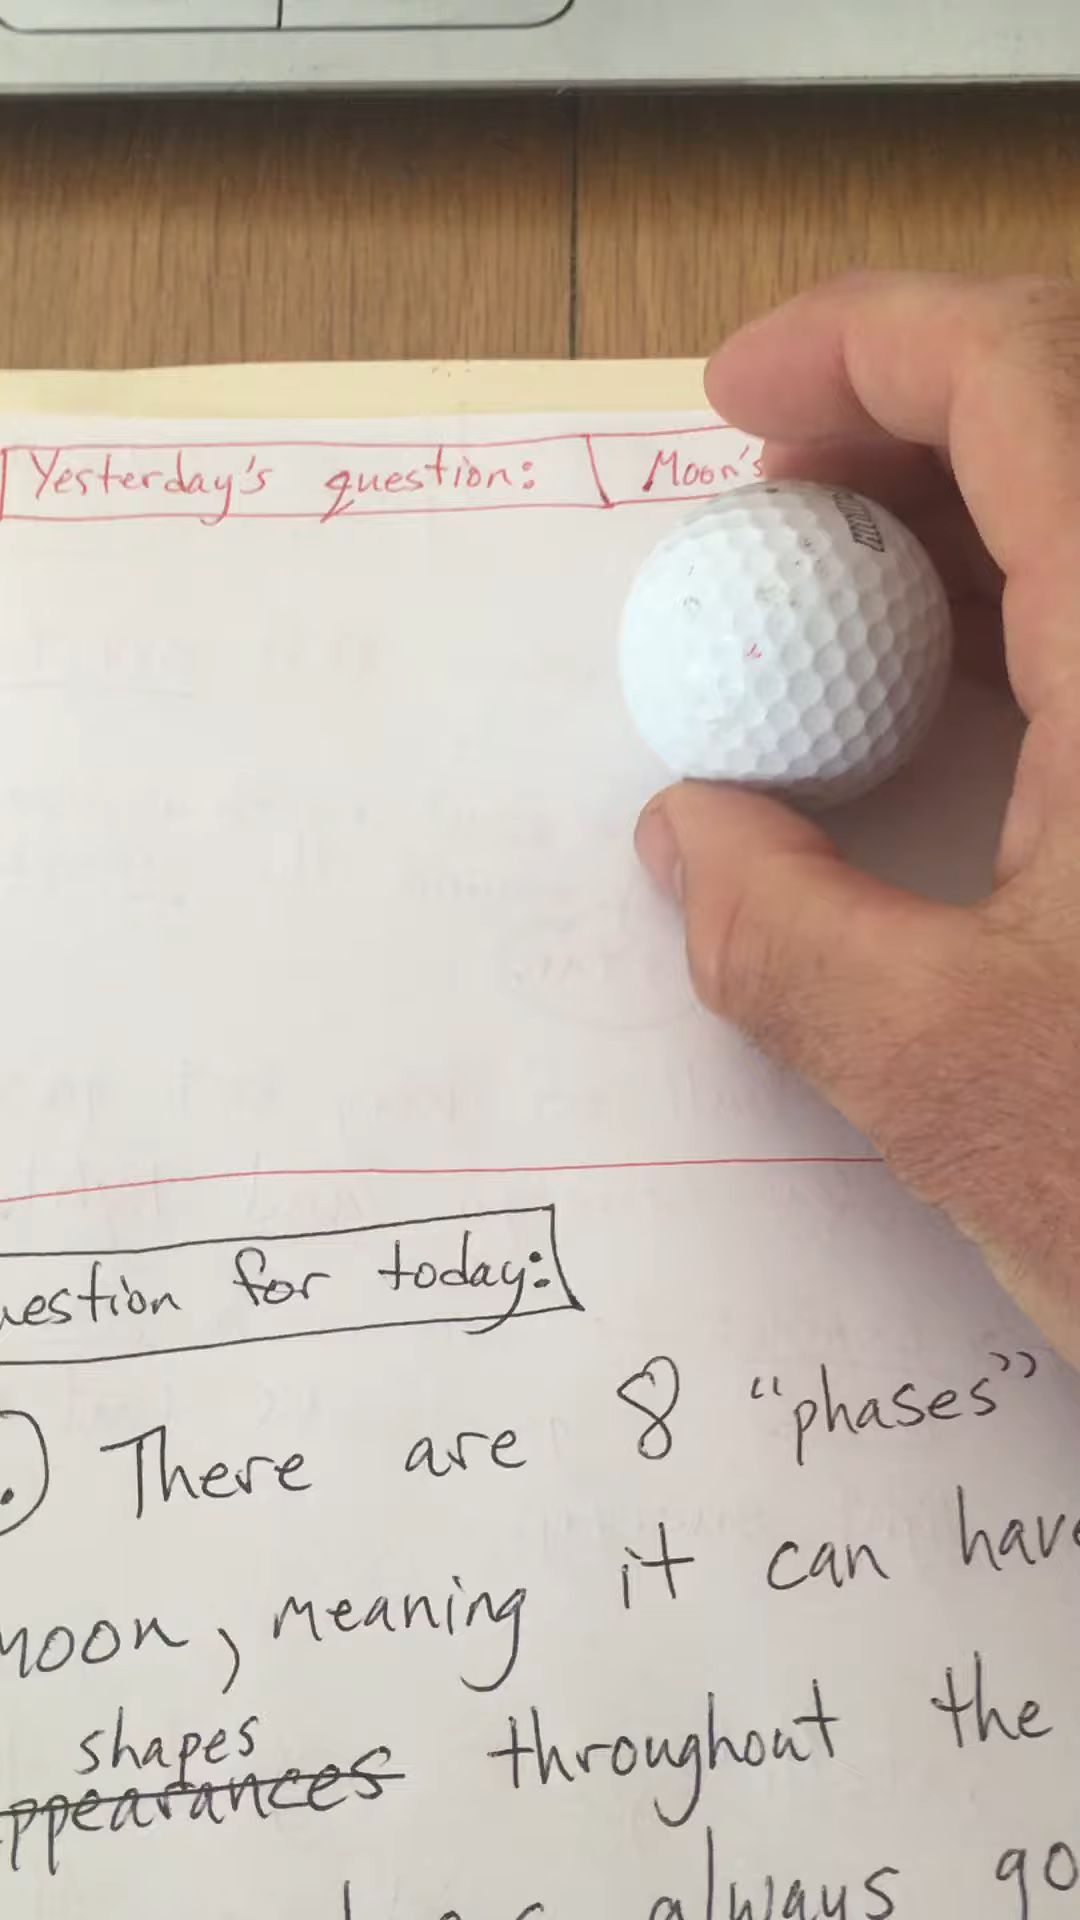 Yesterday's question: Moon's
uestion for today:
There are 8 "phases"
moon, meaning it can have
shapes
ppearances throughout the
always go